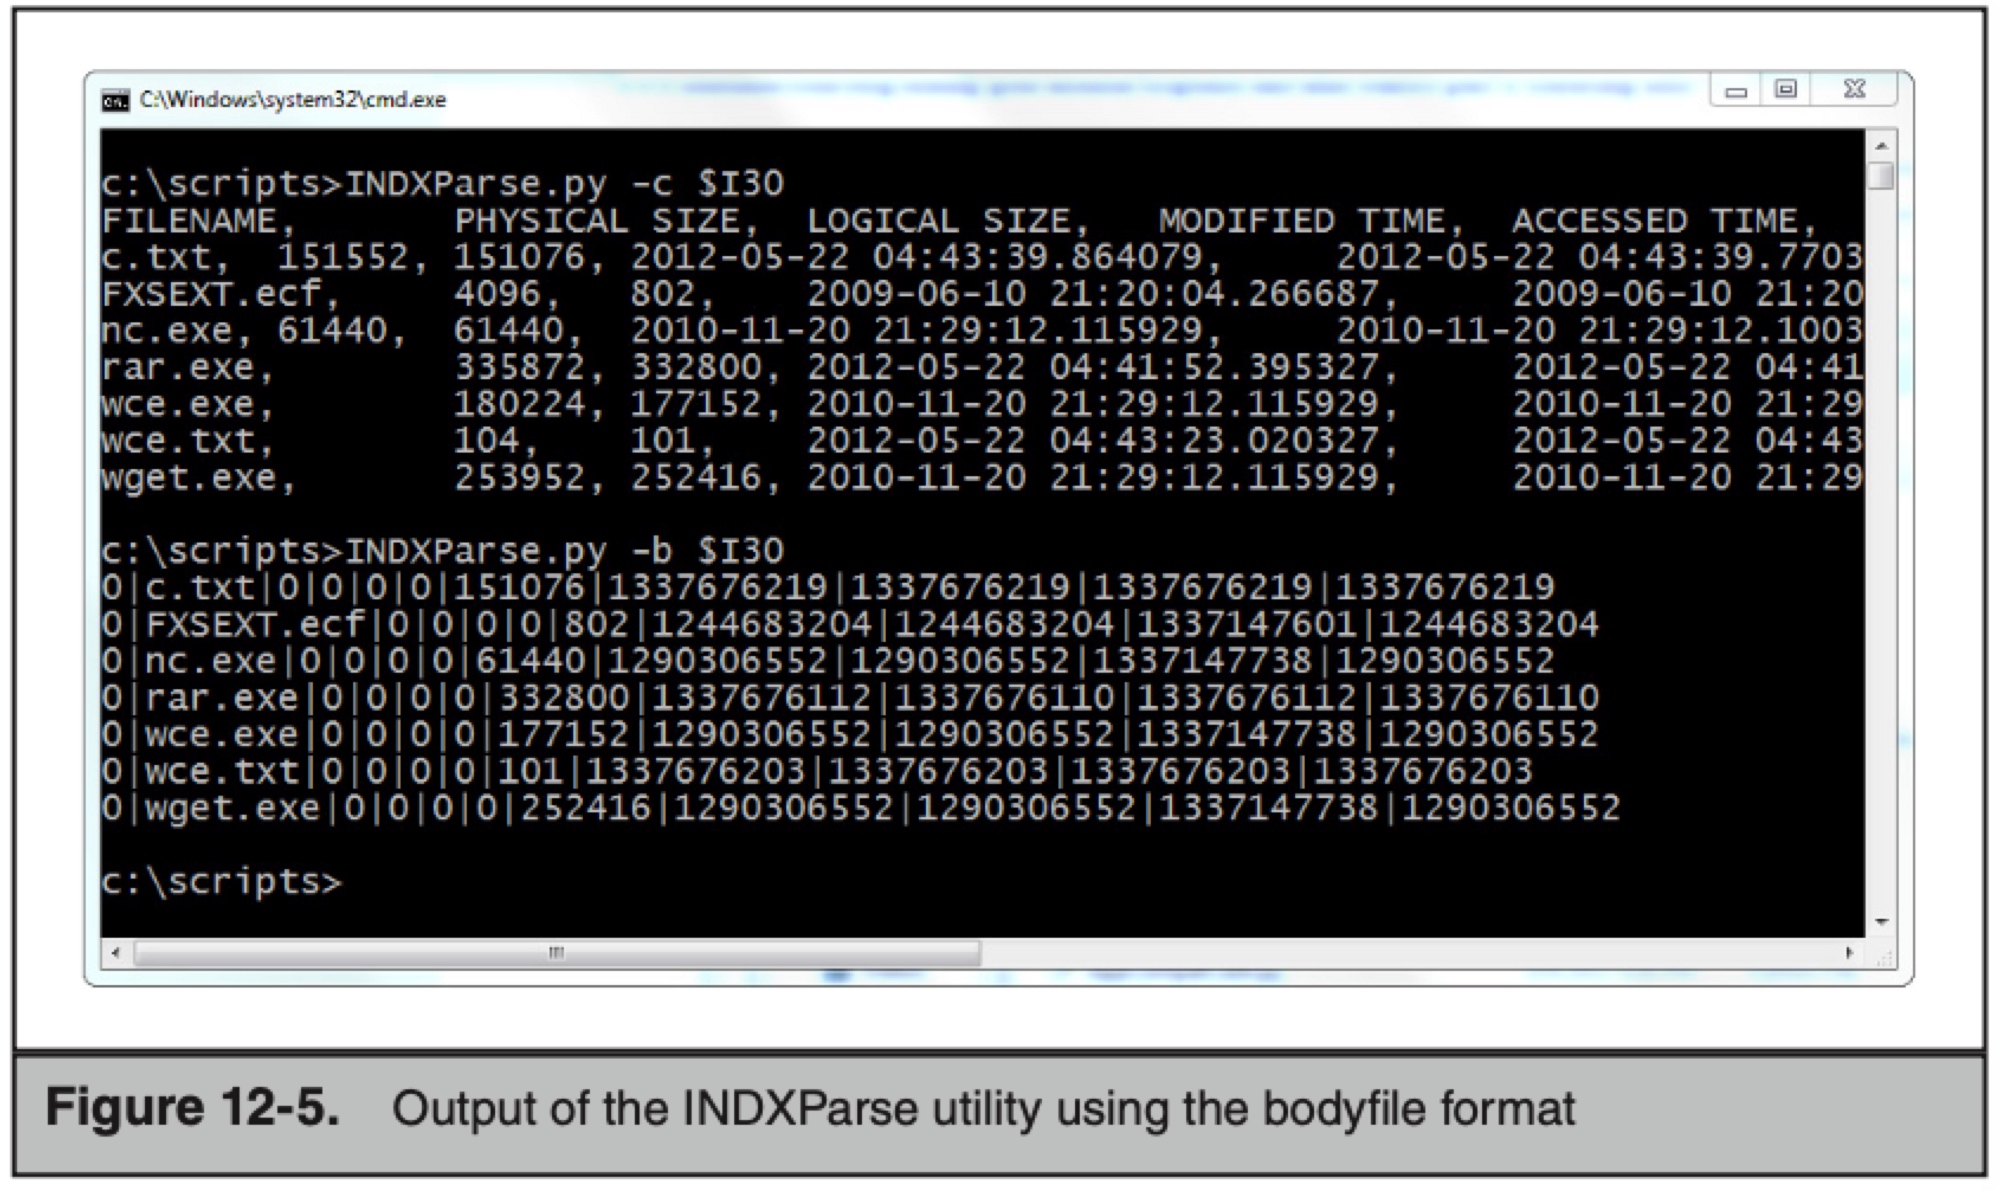 C:\Windows\system32\cmd.exe
c:\scripts>INDXParse.py -c $I30
FILENAME,       PHYSICAL SIZE,  LOGICAL SIZE,   MODIFIED TIME,  ACCESSED TIME,
c.txt,  151552, 151076, 2012-05-22 04:43:39.864079,     2012-05-22 04:43:39.7703
FXSEXT.ecf,     4096,   802,    2009-06-10 21:20:04.266687,     2009-06-10 21:20
nc.exe, 61440,  61440,  2010-11-20 21:29:12.115929,     2010-11-20 21:29:12.1003
rar.exe,        335872, 332800, 2012-05-22 04:41:52.395327,     2012-05-22 04:41
wce.exe,        180224, 177152, 2010-11-20 21:29:12.115929,     2010-11-20 21:29
wce.txt,        104,    101,    2012-05-22 04:43:23.020327,     2012-05-22 04:43
wget.exe,       253952, 252416, 2010-11-20 21:29:12.115929,     2010-11-20 21:29
c:\scripts>INDXParse.py -b $I30
0|c.txt|0|0|0|0|151076|1337676219|1337676219|1337676219|1337676219
0|FXSEXT.ecf|0|0|0|0|802|1244683204|1244683204|1337147601|1244683204
0|nc.exe|0|0|0|0|61440|1290306552|1290306552|1337147738|1290306552
0|rar.exe|0|0|0|0|332800|1337676112|1337676110|1337676112|1337676110
0|wce.exe|0|0|0|0|177152|1290306552|1290306552|1337147738|1290306552
0|wce.txt|0|0|0|0|101|1337676203|1337676203|1337676203|1337676203
0|wget.exe|0|0|0|0|252416|1290306552|1290306552|1337147738|1290306552
c:\scripts>
Figure 12-5. Output of the INDXParse utility using the bodyfile format